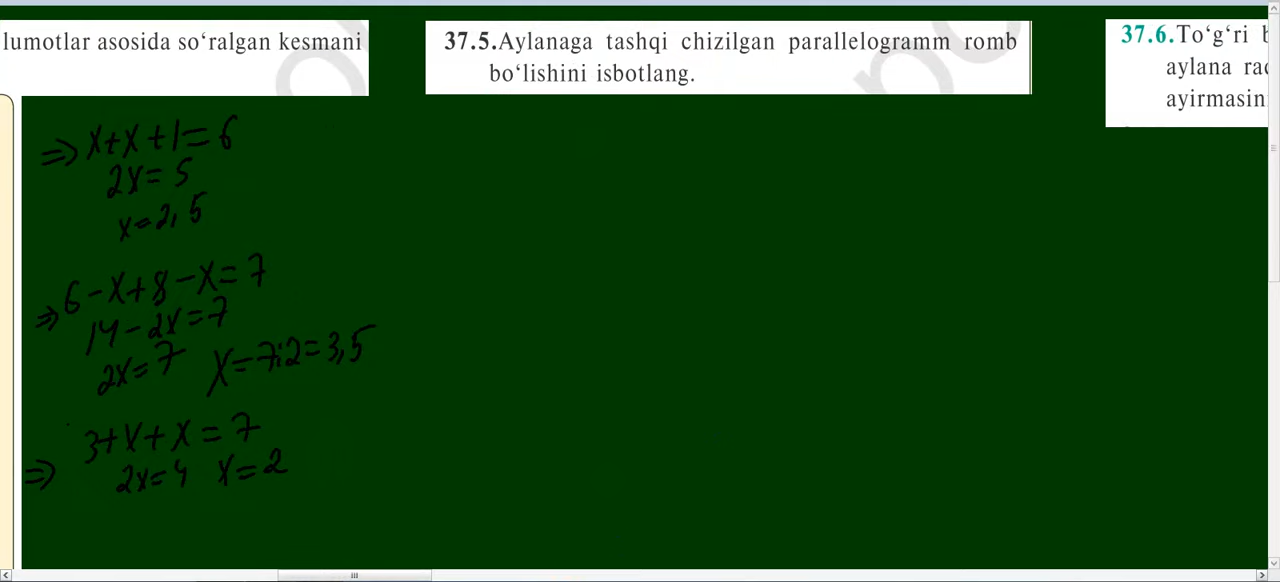 lumotlar asosida so‘ralgan kesmani
⇒ x+x+1=6
2x=5
x=2,5
⇒ 6-x+8-x=7
14-2x=7
2x=7 x=7:2=3,5
3+x+x=7
⇒ 2x=4 x=2
37.5.Aylanaga tashqi chizilgan parallelogramm romb
bo‘lishini isbotlang.
37.6.To‘g‘ri
aylana
ayirmasin